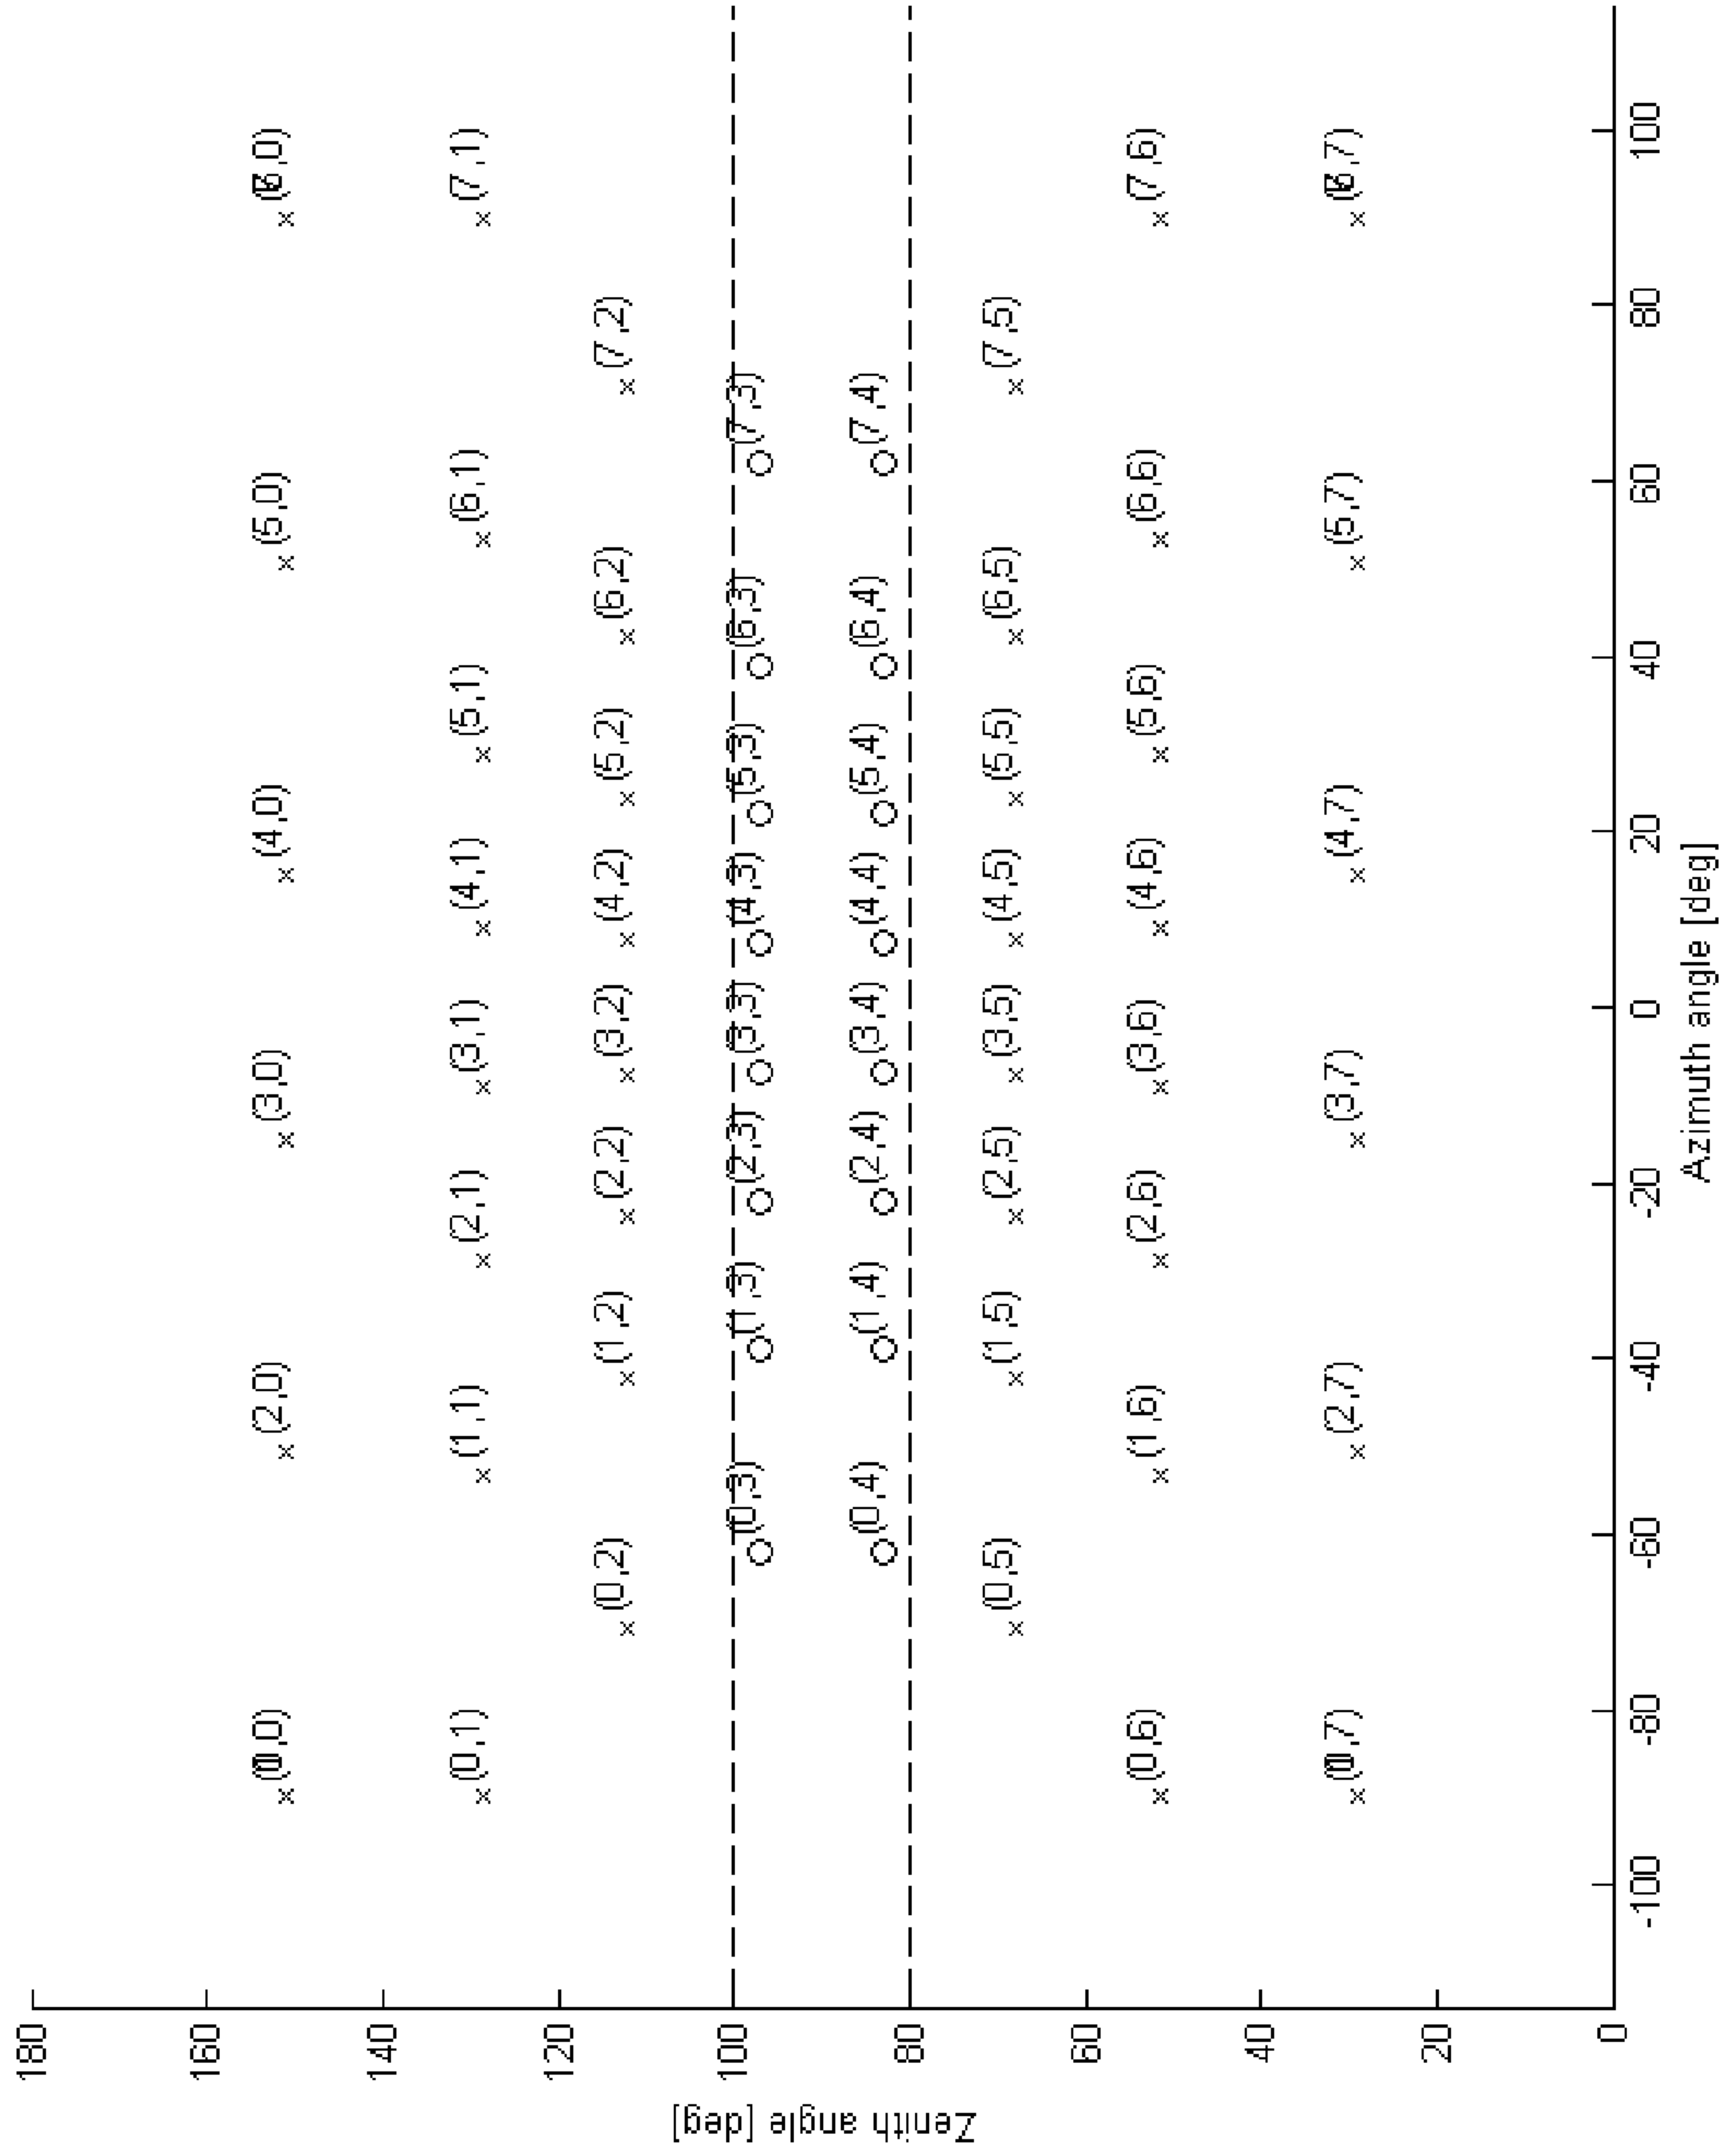 Zenith angle [deg]
180
160
140
120
100
80
60
40
20
0
(2,0) (3,0) (4,0) (5,0)
(0,1) (1,1) (2,1) (3,1) (4,1) (5,1) (6,1) (7,1)
(0,2) (1,2) (2,2) (3,2) (4,2) (5,2) (6,2) (7,2)
(0,3) (1,3) (2,3) (3,3) (4,3) (5,3) (6,3) (7,3)
(0,4) (1,4) (2,4) (3,4) (4,4) (5,4) (6,4) (7,4)
(0,5) (1,5) (2,5) (3,5) (4,5) (5,5) (6,5) (7,5)
(0,6) (1,6) (2,6) (3,6) (4,6) (5,6) (6,6) (7,6)
(2,7) (3,7) (4,7) (5,7)
-100 -80 -60 -40 -20 0 20 40 60 80 100
Azimuth angle [deg]